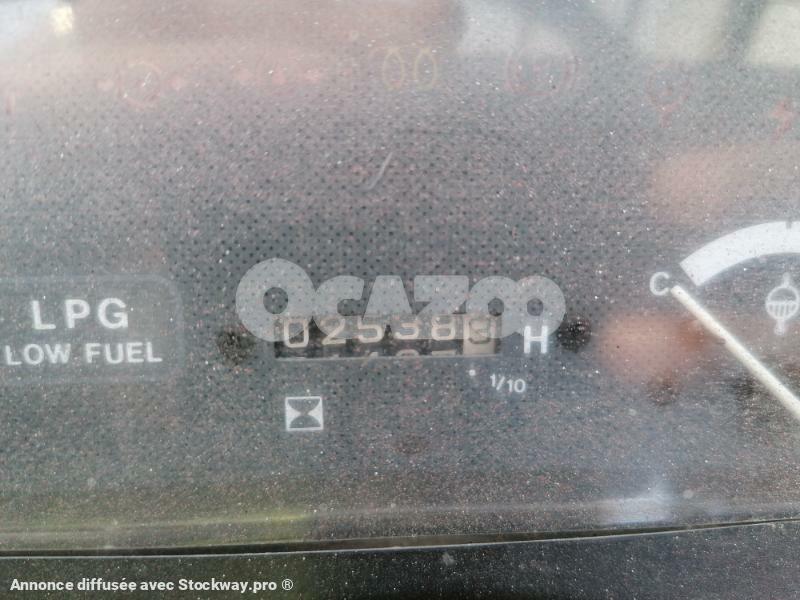 OCAZOO
LPG
LOW FUEL
025388 H
1/10
C
Annonce diffusée avec Stockway.pro ®